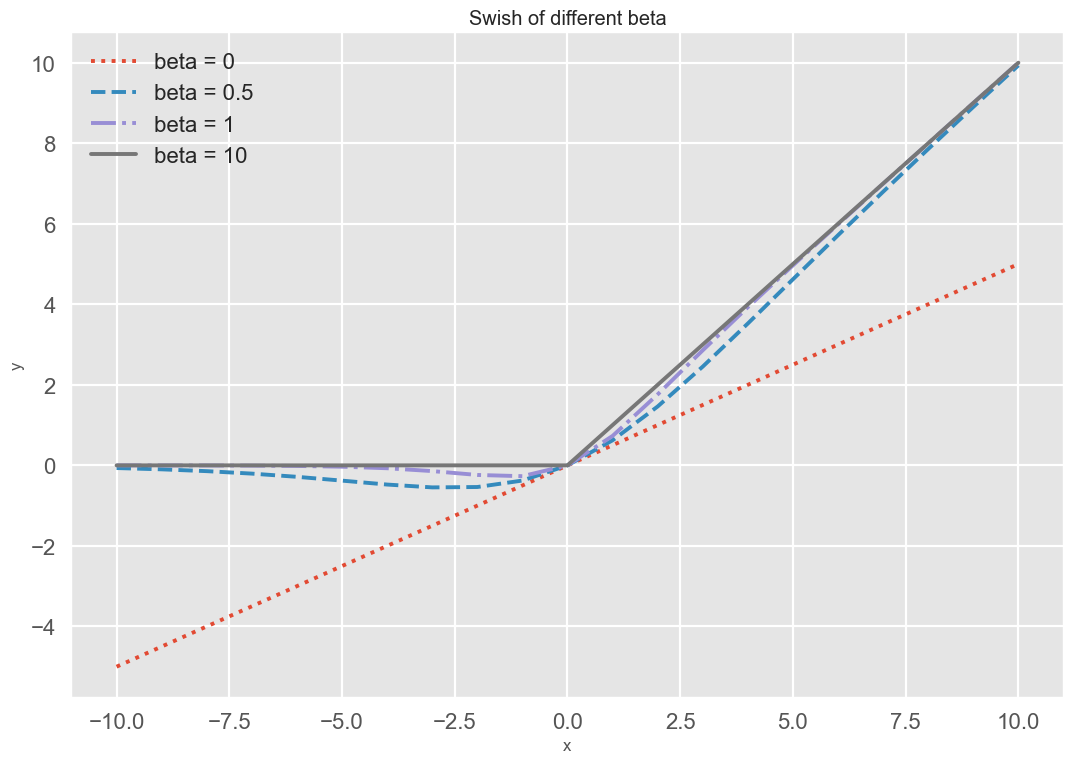 Swish of different beta
beta = 0
beta = 0.5
beta = 1
beta = 10
10
8
6
4
2
0
−2
−4
y
−10.0 −7.5 −5.0 −2.5 0.0 2.5 5.0 7.5 10.0
x